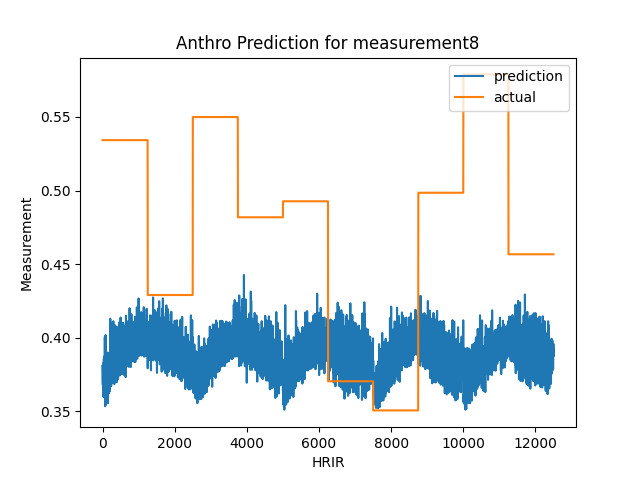 Anthro Prediction for measurement8
prediction
actual
Measurement
0.55
0.50
0.45
0.40
0.35
0 2000 4000 6000 8000 10000 12000
HRIR